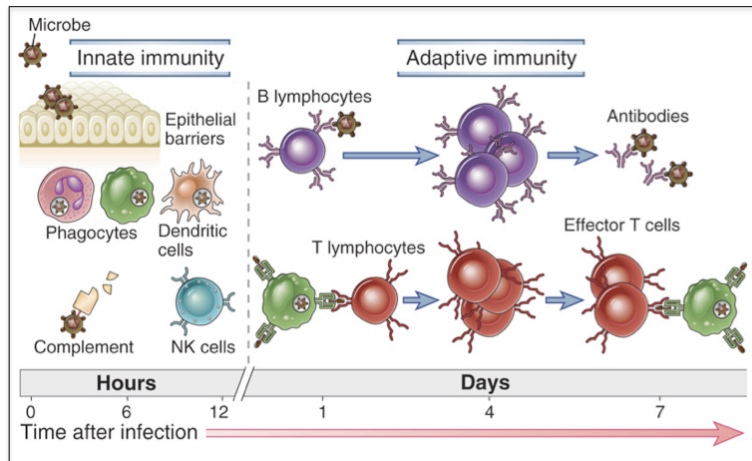 Microbe
Innate immunity
Adaptive immunity
Epithelial
barriers
B lymphocytes
Antibodies
Phagocytes
Dendritic
cells
T lymphocytes
Effector T cells
Complement
NK cells
Hours
Days
0 6 12 1 4 7
Time after infection